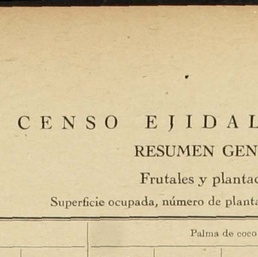 CENSO EJIDAL
RESUMEN GEN
Frutales y plantac
Superficie ocupada, número de planta
Palma de coco